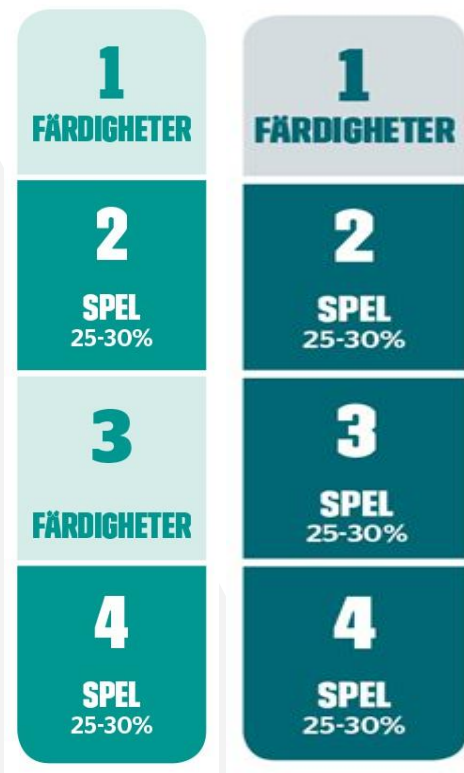 1
FÄRDIGHETER
2
SPEL
25-30%
3
FÄRDIGHETER
4
SPEL
25-30%
1
FÄRDIGHETER
2
SPEL
25-30%
3
SPEL
25-30%
4
SPEL
25-30%